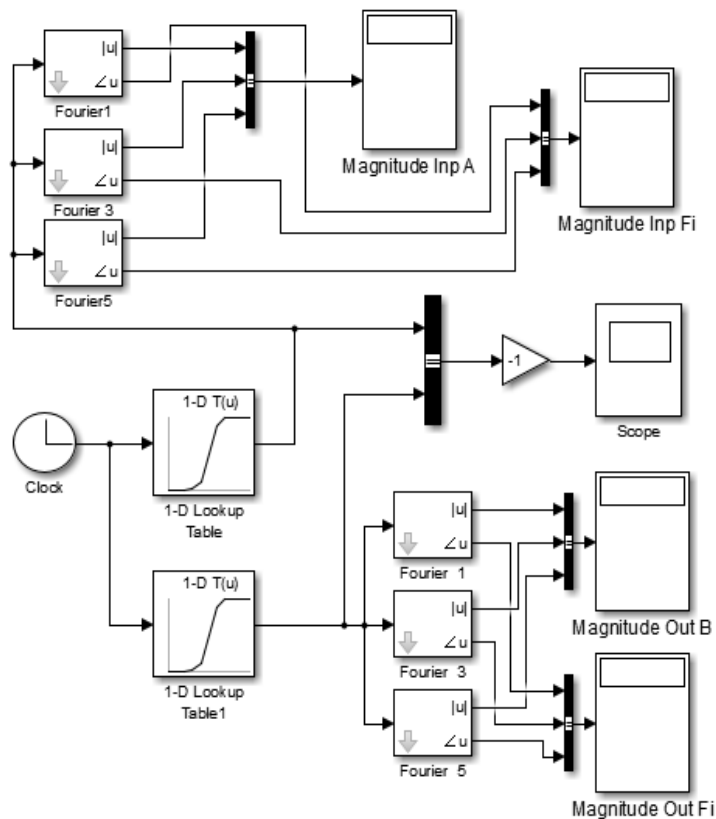 |u|
∠u
Fourier1
|u|
∠u
Fourier 3
|u|
∠u
Fourier5
Magnitude Inp A
Magnitude Inp Fi
-1
Scope
Clock
1-D T(u)
1-D Lookup
Table
1-D T(u)
1-D Lookup
Table1
|u|
∠u
Fourier 1
|u|
∠u
Fourier 3
|u|
∠u
Fourier 5
Magnitude Out B
Magnitude Out Fi